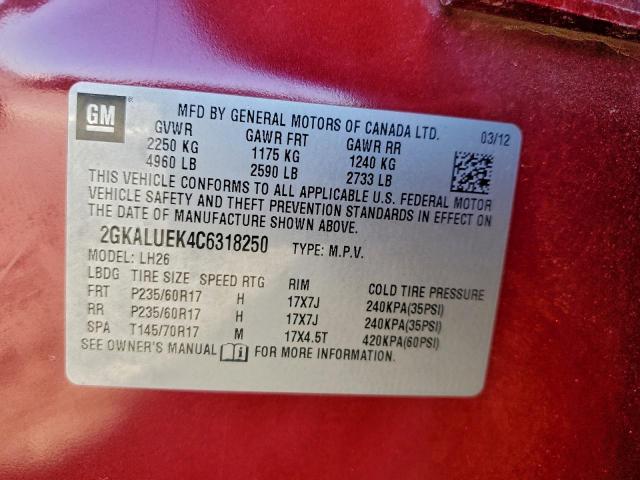 GM
MFD BY GENERAL MOTORS OF CANADA LTD.
03/12
GVWR GAWR FRT GAWR RR
2250 KG 1175 KG 1240 KG
4960 LB 2590 LB 2733 LB
THIS VEHICLE CONFORMS TO ALL APPLICABLE U.S. FEDERAL MOTOR
VEHICLE SAFETY AND THEFT PREVENTION STANDARDS IN EFFECT ON
THE DATE OF MANUFACTURE SHOWN ABOVE.
2GKALUEK4C6318250 TYPE: M.P.V.
MODEL: LH26
LBDG TIRE SIZE SPEED RTG RIM COLD TIRE PRESSURE
FRT P235/60R17 H 17X7J 240KPA(35PSI)
RR P235/60R17 H 17X7J 240KPA(35PSI)
SPA T145/70R17 M 17X4.5T 420KPA(60PSI)
SEE OWNER'S MANUAL FOR MORE INFORMATION.